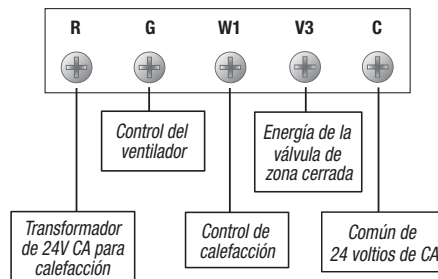 R G W1 V3 C
Control del
ventilador
Energía de la
válvula de
zona cerrada
Transformador
de 24V CA para
calefacción
Control de
calefacción
Común de
24 voltios de CA